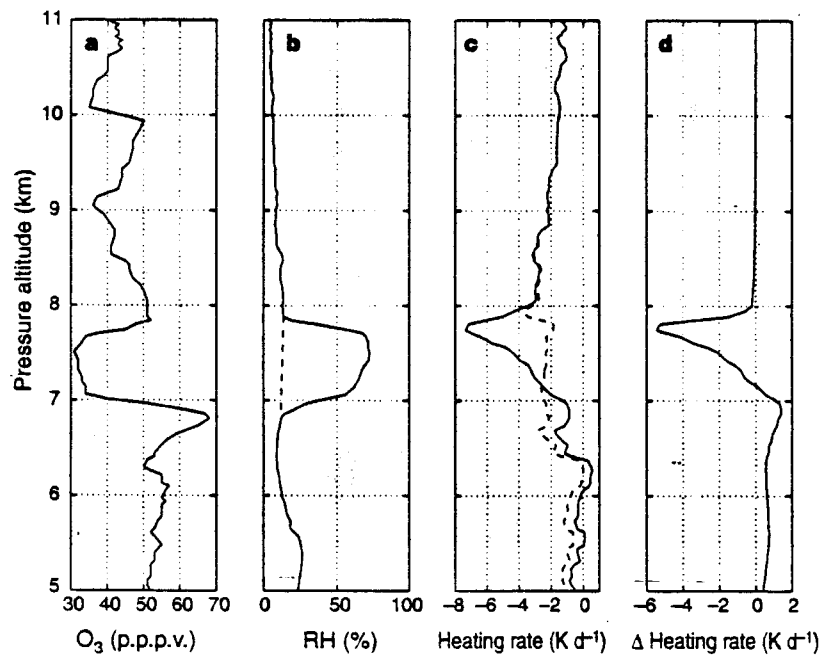 a
b
c
d
11
10
9
8
7
6
5
Pressure altitude (km)
30 40 50 60 70
0 50 100
−8 −6 −4 −2 0
−6 −4 −2 0 2
O₃ (p.p.p.v.)
RH (%)
Heating rate (K d⁻¹)
Δ Heating rate (K d⁻¹)